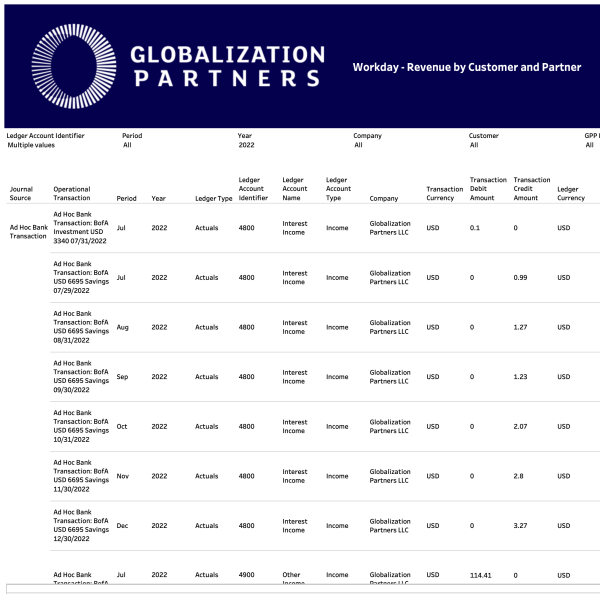 GLOBALIZATION
PARTNERS
Workday - Revenue by Customer and Partner
Ledger Account Identifier Period Year Company Customer GPP
Multiple values All 2022 All All All
Journal Source Operational Transaction Period Year Ledger Type Ledger Account Identifier Ledger Account Name Ledger Account Type Company Transaction Currency Transaction Debit Amount Transaction Credit Amount Ledger Currency
Ad Hoc Bank Transaction Ad Hoc Bank Transaction: BofA Investment USD 3340 07/31/2022 Jul 2022 Actuals 4800 Interest Income Income Globalization Partners LLC USD 0.1 0 USD
Ad Hoc Bank Transaction: BofA USD 6695 Savings 07/29/2022 Jul 2022 Actuals 4800 Interest Income Income Globalization Partners LLC USD 0 0.99 USD
Ad Hoc Bank Transaction: BofA USD 6695 Savings 08/31/2022 Aug 2022 Actuals 4800 Interest Income Income Globalization Partners LLC USD 0 1.27 USD
Ad Hoc Bank Transaction: BofA USD 6695 Savings 09/30/2022 Sep 2022 Actuals 4800 Interest Income Income Globalization Partners LLC USD 0 1.23 USD
Ad Hoc Bank Transaction: BofA USD 6695 Savings 10/31/2022 Oct 2022 Actuals 4800 Interest Income Income Globalization Partners LLC USD 0 2.07 USD
Ad Hoc Bank Transaction: BofA USD 6695 Savings 11/30/2022 Nov 2022 Actuals 4800 Interest Income Income Globalization Partners LLC USD 0 2.8 USD
Ad Hoc Bank Transaction: BofA USD 6695 Savings 12/30/2022 Dec 2022 Actuals 4800 Interest Income Income Globalization Partners LLC USD 0 3.27 USD
Ad Hoc Bank Transaction: BofA Jul 2022 Actuals 4900 Other Income Income Globalization Partners LLC USD 114.41 0 USD